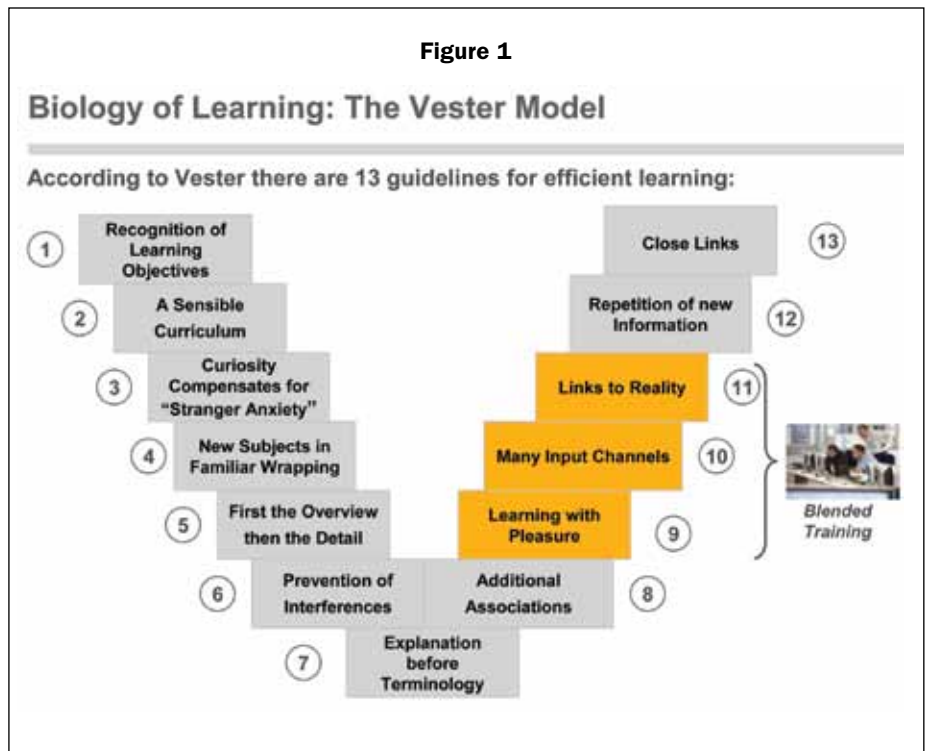 Figure 1
Biology of Learning: The Vester Model
According to Vester there are 13 guidelines for efficient learning:
1
Recognition of
Learning
Objectives
2
A Sensible
Curriculum
3
Curiosity
Compensates for
“Stranger Anxiety”
4
New Subjects in
Familiar Wrapping
5
First the Overview
then the Detail
6
Prevention of
Interferences
7
Explanation
before
Terminology
Additional
Associations
8
Learning with
Pleasure
9
Many Input Channels
10
Links to Reality
11
Repetition of new
Information
12
Close Links
13
Blended
Training